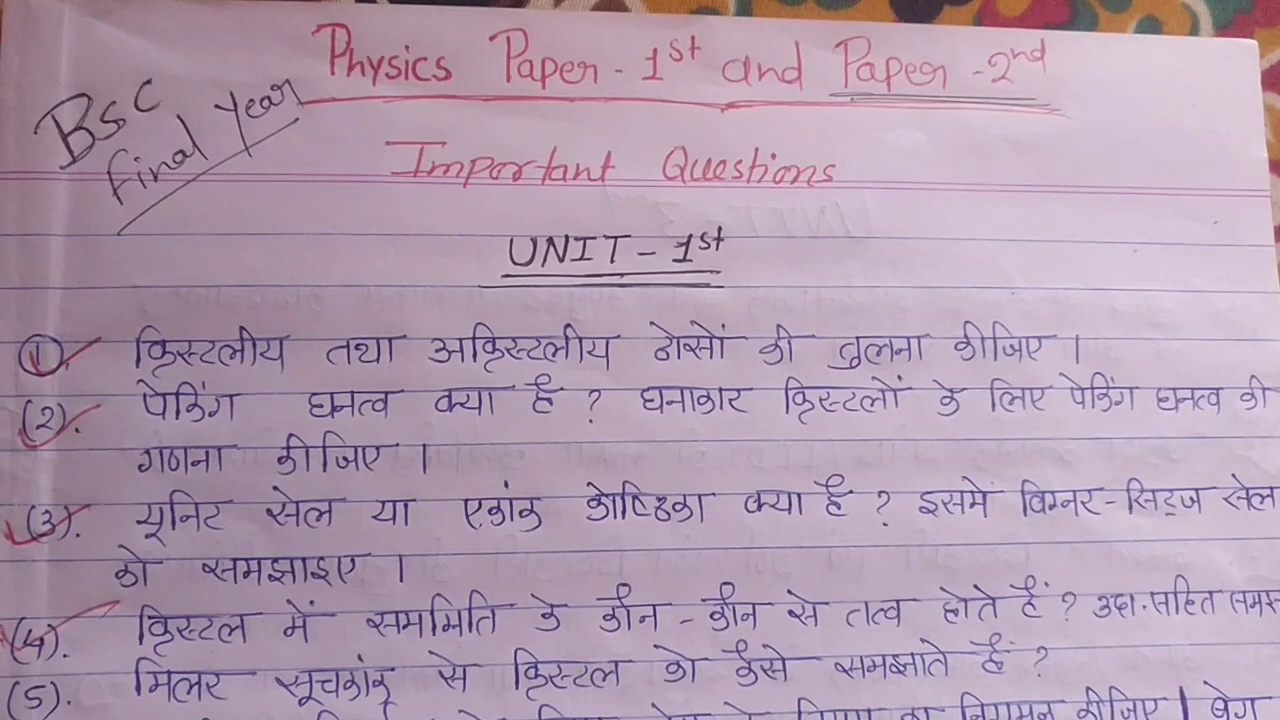 Physics Paper - 1st and Paper - 2nd
BSC
final Year
Important Questions
UNIT - 1st
(1). क्रिस्टलीय तथा अक्रिस्टलीय ठोसों की तुलना कीजिए।
(2). पेकिंग घनत्व क्या है ? घनाकार क्रिस्टलों के लिए पेकिंग घनत्व की
गणना कीजिए।
(3). यूनिट सेल या एकांक कोष्ठिका क्या है ? इसमें विग्नर-सिट्ज सेल
को समझाइए।
(4). क्रिस्टल में सममिति के कौन-कौन से तत्व होते हैं ? उदा. सहित
(5). मिलर सूचकांक से क्रिस्टल को कैसे समझाते हैं ?
का निगमन कीजिए। वेग